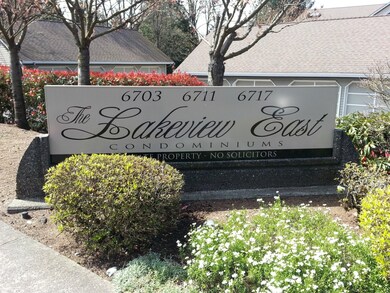 6703 6711 6717
The Lakeview East
CONDOMINIUMS
PROPERTY - NO SOLICITORS